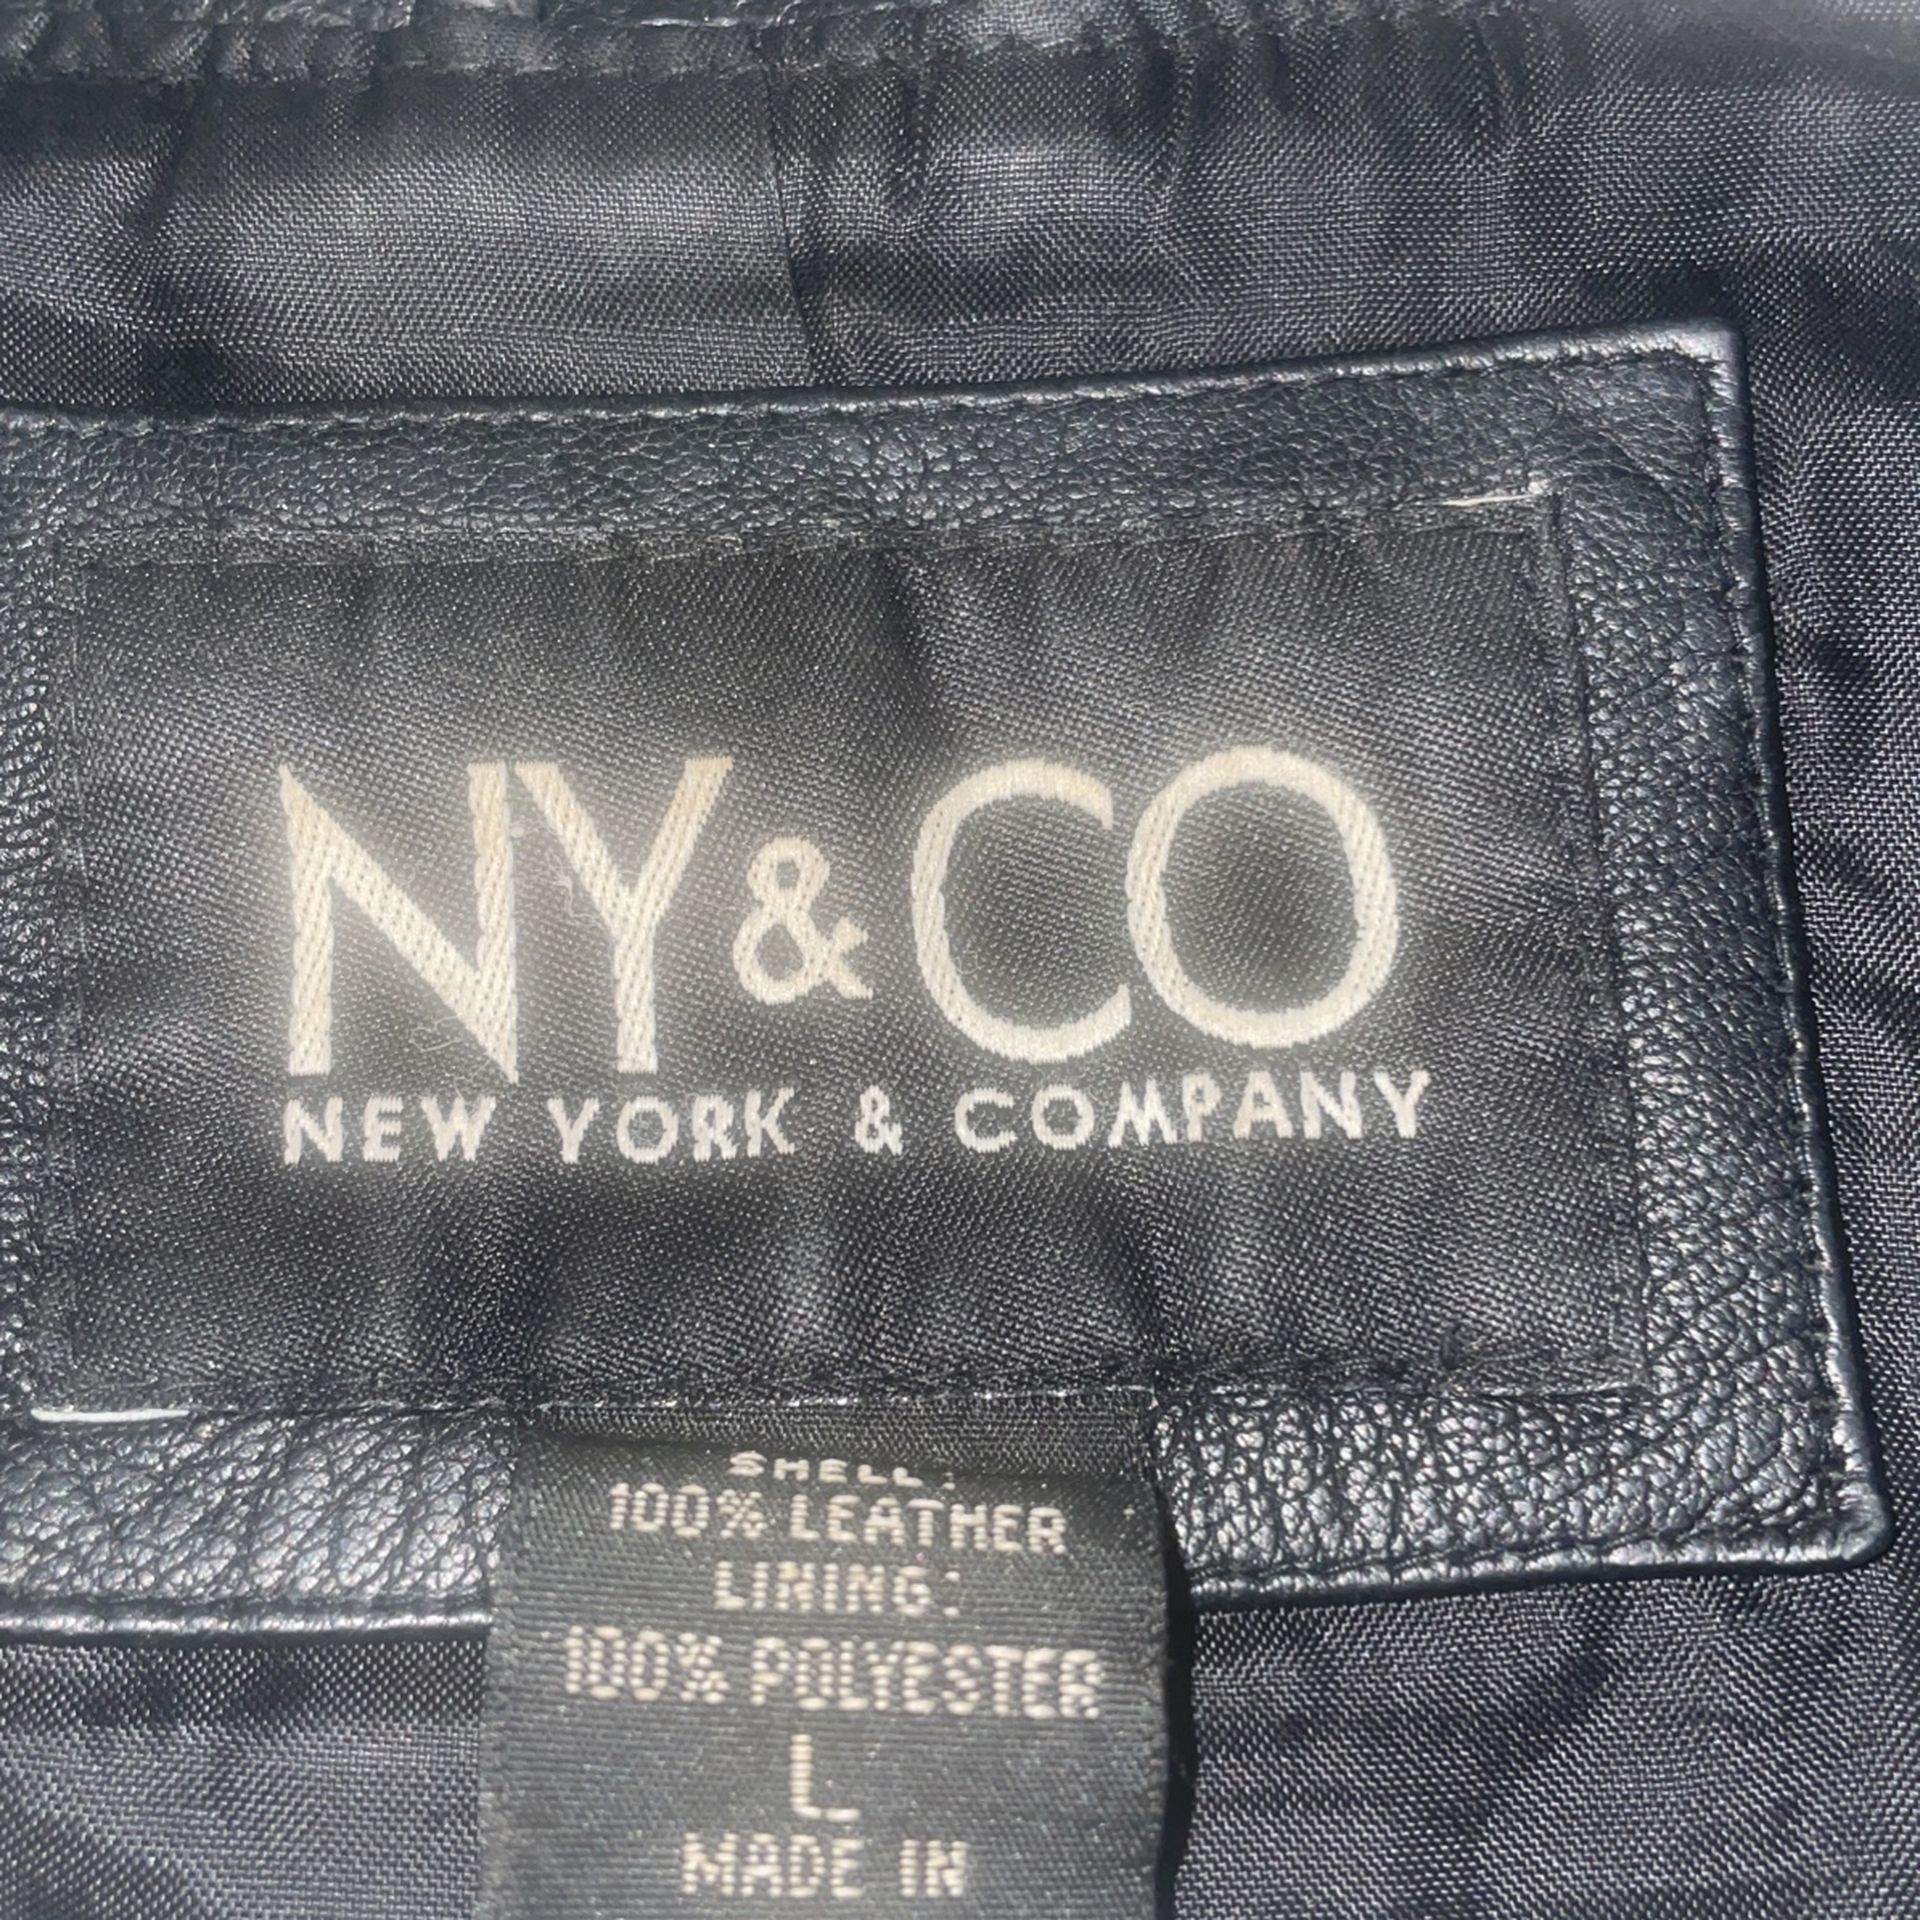 NY&CO
NEW YORK & COMPANY
SHELL:
100% LEATHER
LINING:
100% POLYESTER
L
MADE IN